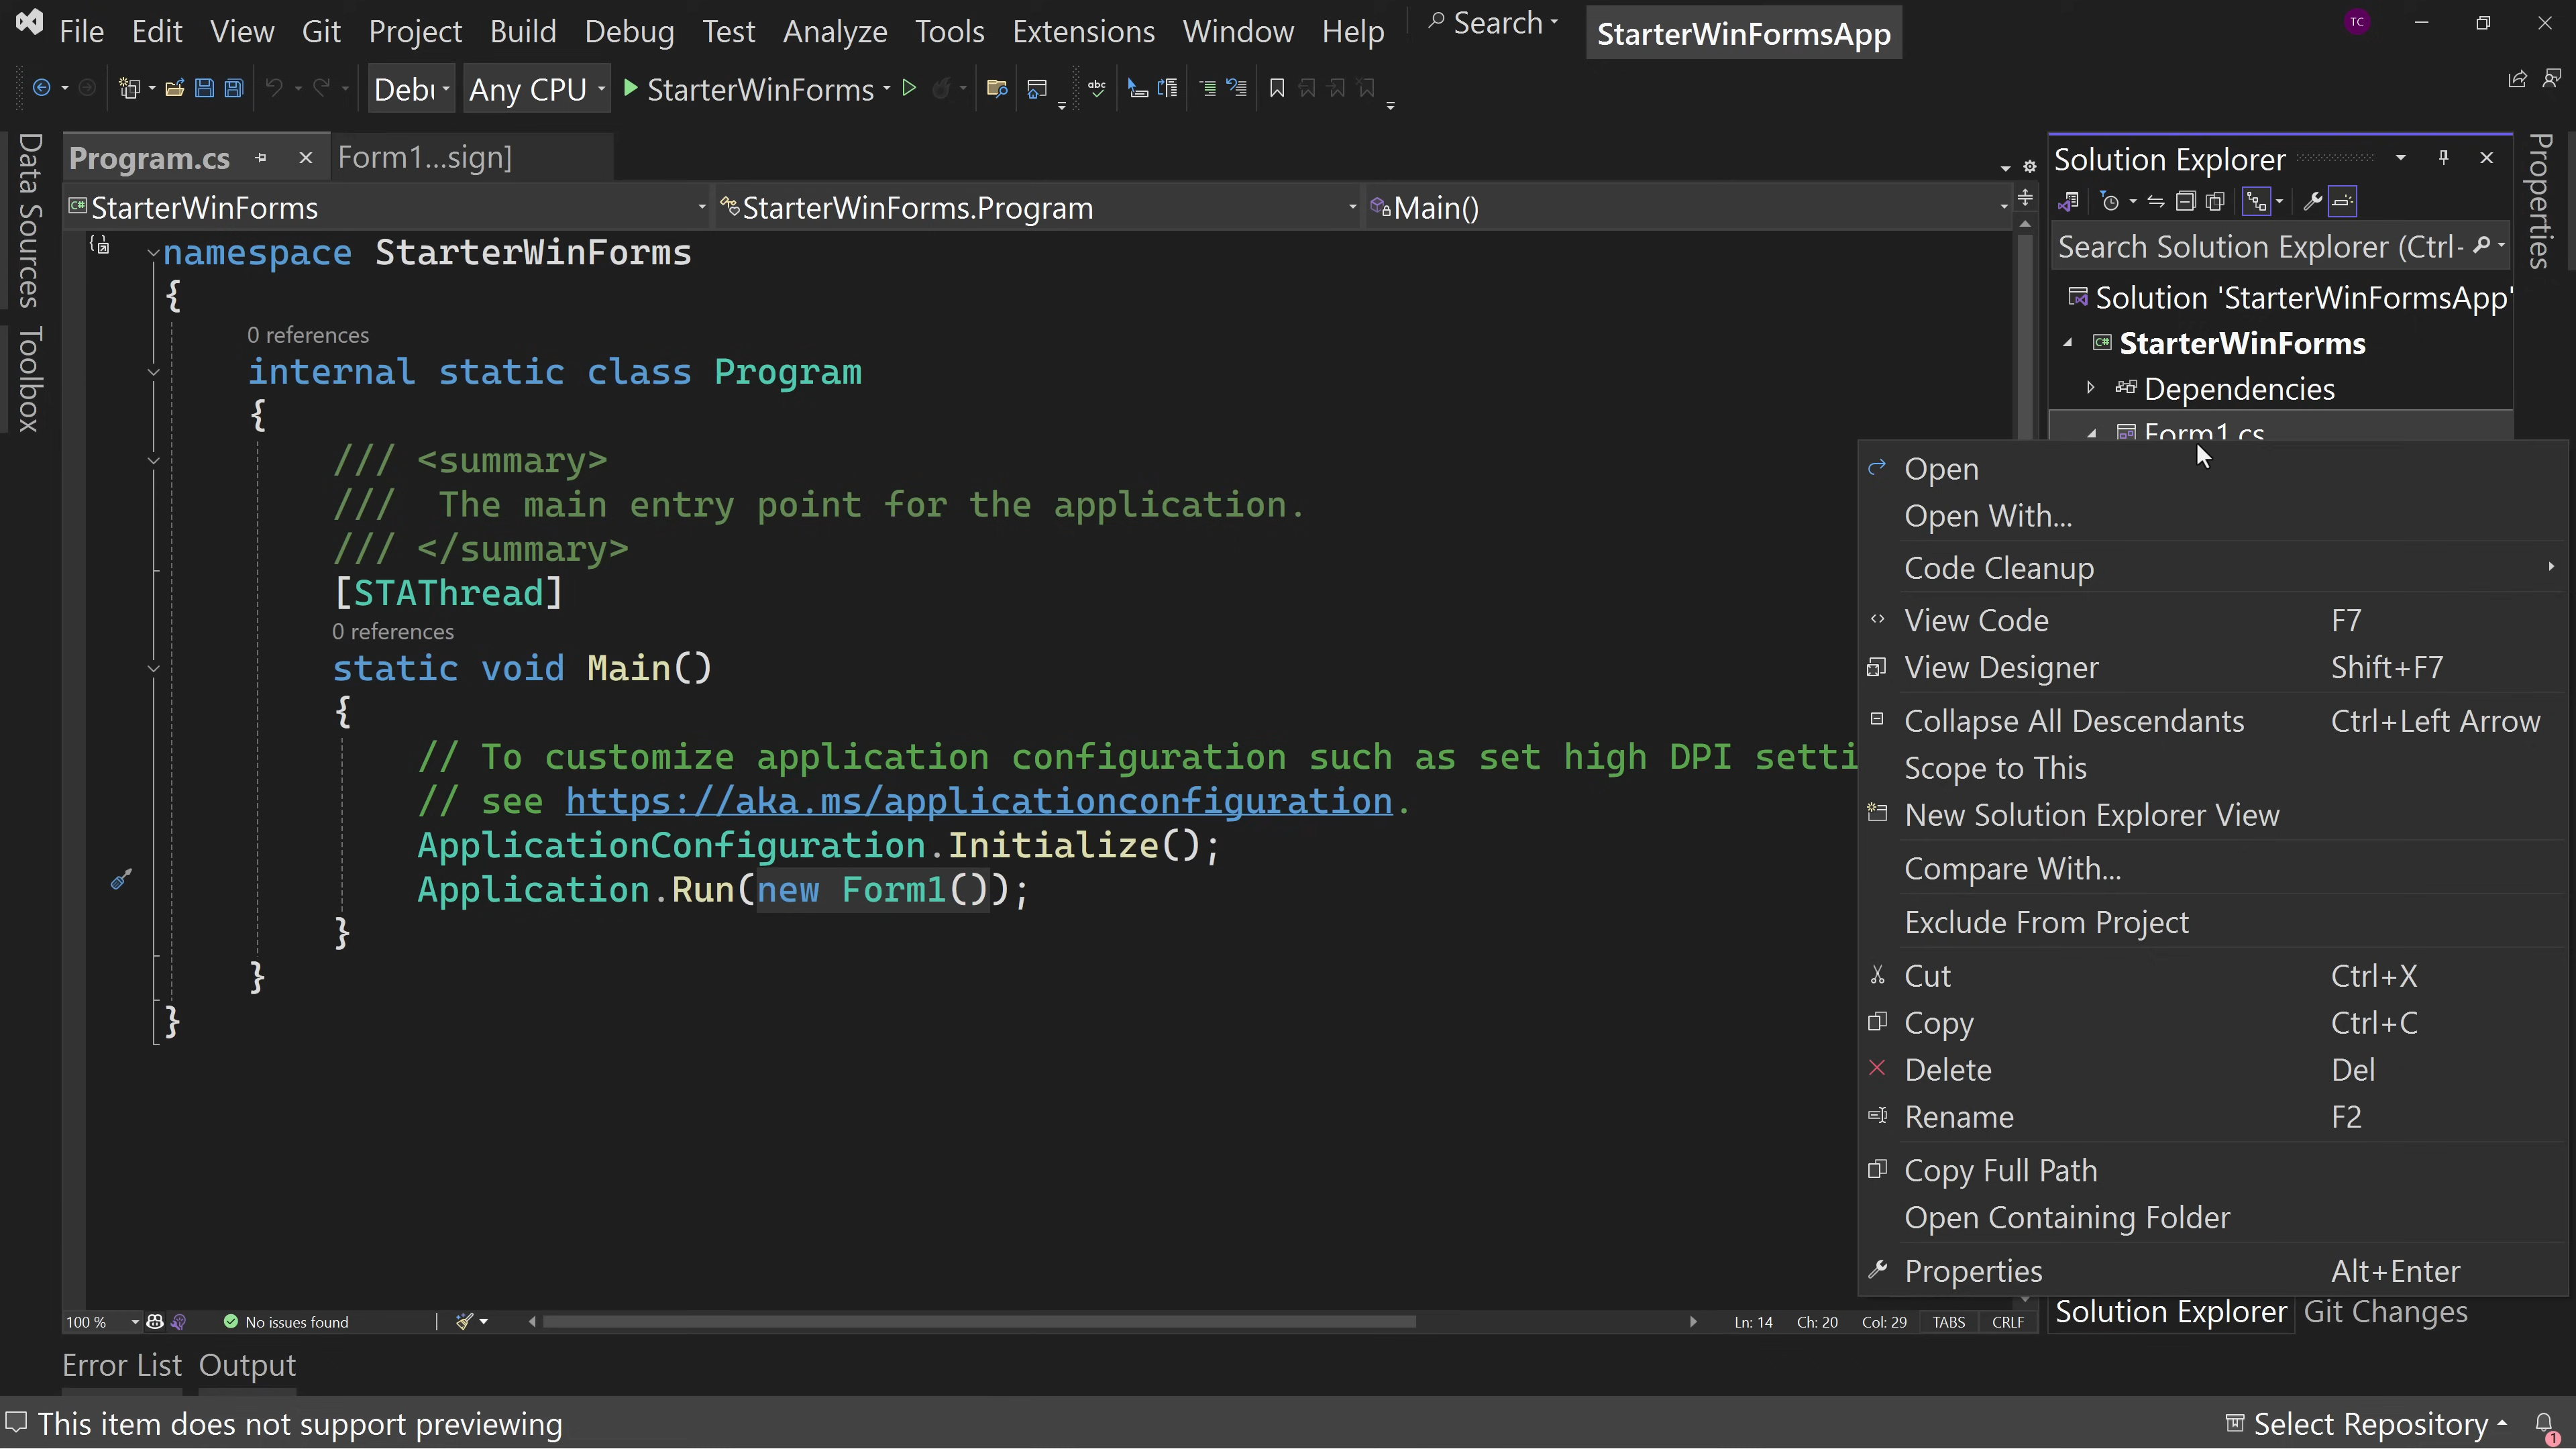 File Edit View Git Project Build Debug Test Analyze Tools Extensions Window Help Search StarterWinFormsApp TC
Any CPU StarterWinForms abc
Data Sources
Toolbox
Program.cs Form1...sign]
C# StarterWinForms StarterWinForms.Program Main()
namespace StarterWinForms
{
0 references
internal static class Program
{
/// <summary>
/// The main entry point for the application.
/// </summary>
[STAThread]
0 references
static void Main()
{
// To customize application configuration such as set high DPI setti
// see https://aka.ms/applicationconfiguration.
ApplicationConfiguration.Initialize();
Application.Run(new Form1());
}
}
}
Solution Explorer
Properties
Search Solution Explorer (Ctrl-
Solution 'StarterWinFormsApp'
C# StarterWinForms
Dependencies
Form1.cs
Open
Open With...
Code Cleanup
View Code F7
View Designer Shift+F7
Collapse All Descendants Ctrl+Left Arrow
Scope to This
New Solution Explorer View
Compare With...
Exclude From Project
Cut Ctrl+X
Copy Ctrl+C
Delete Del
Rename F2
Copy Full Path
Open Containing Folder
Properties Alt+Enter
100 % No issues found Ln: 14 Ch: 20 Col: 29 TABS CRLF
Solution Explorer Git Changes
Error List Output
This item does not support previewing Select Repository 1